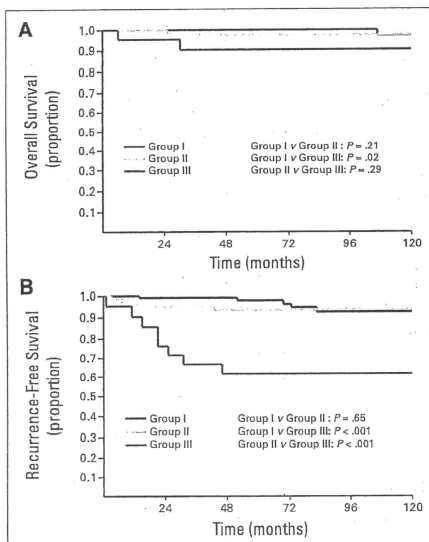 A
Overall Survival
(proportion)
1.0
0.9
0.8
0.7
0.6
0.5
0.4
0.3
0.2
0.1
Group I Group I v Group II : P = .21
Group II Group I v Group III: P = .02
Group III Group II v Group III: P = .29
24 48 72 96 120
Time (months)
B
Recurrence-Free Suvival
(proportion)
1.0
0.9
0.8
0.7
0.6
0.5
0.4
0.3
0.2
0.1
Group I Group I v Group II : P = .65
Group II Group I v Group III: P < .001
Group III Group II v Group III: P < .001
24 48 72 96 120
Time (months)